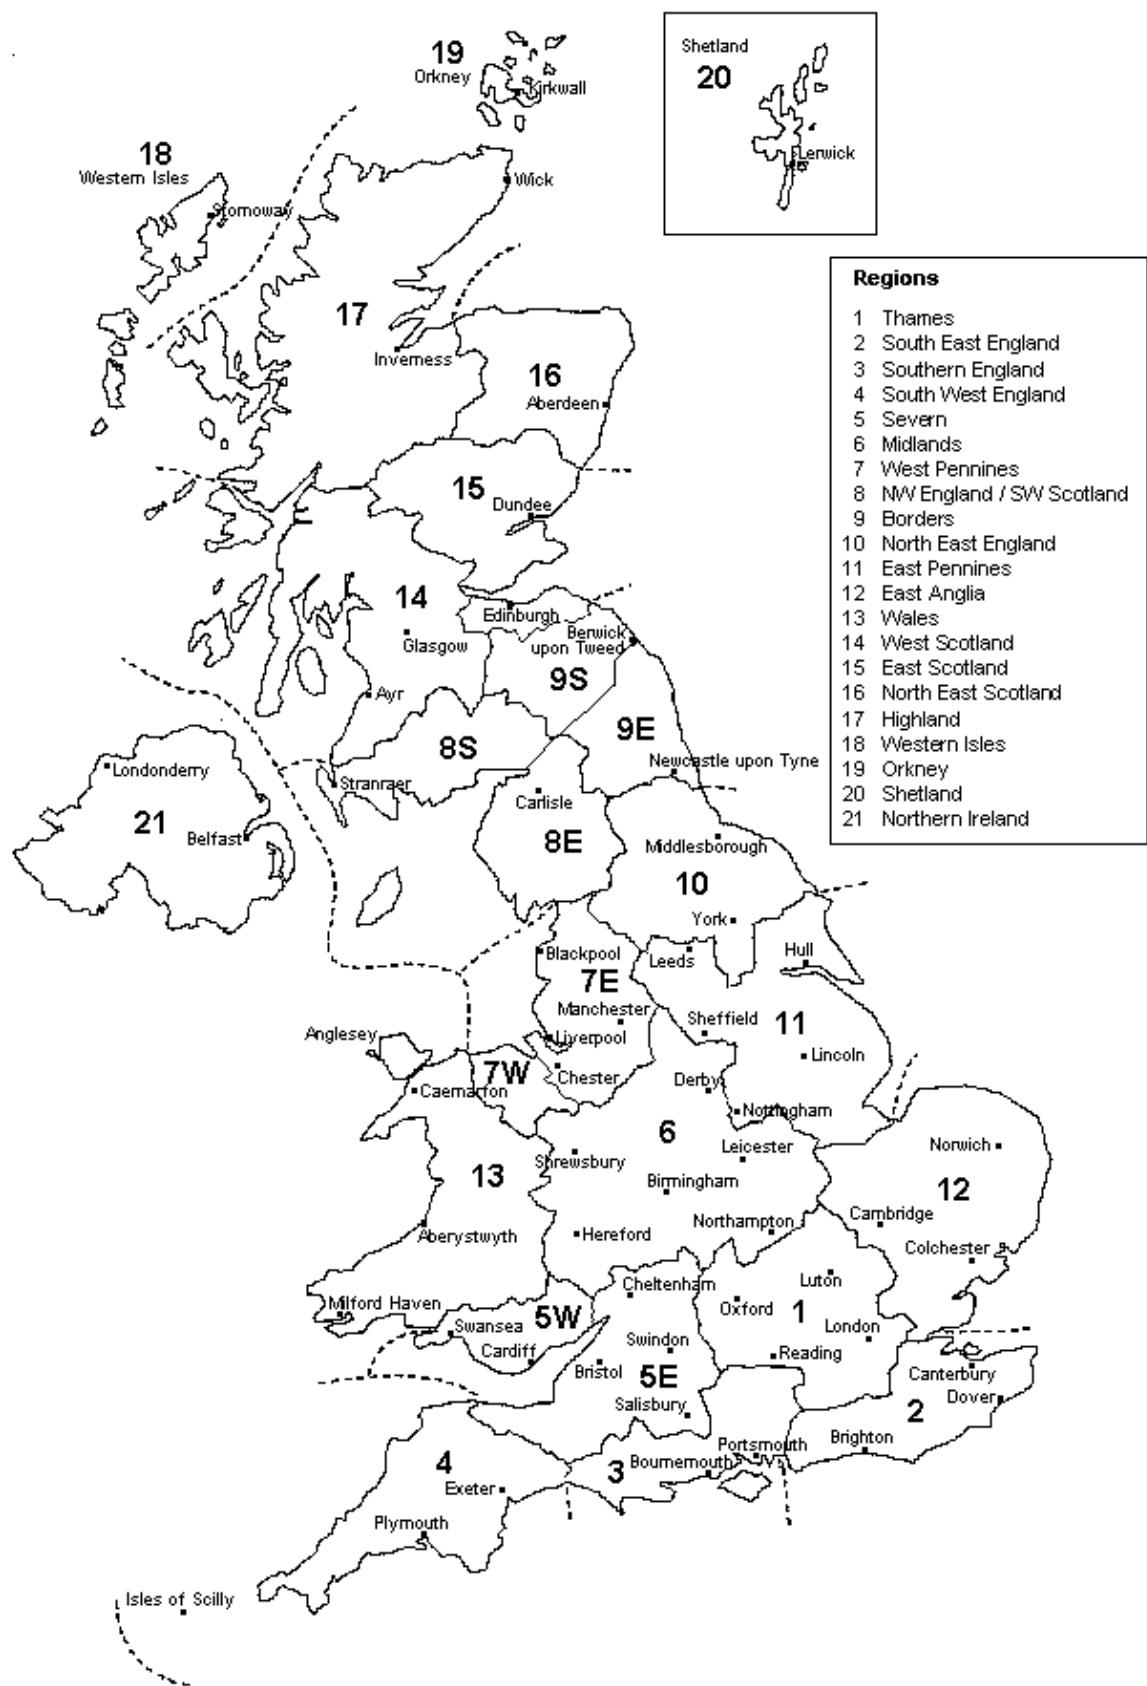 19
Orkney
Kirkwall
Shetland
20
Lerwick
18
Western Isles
Stornoway
Wick
17
Inverness
16
Aberdeen
Regions
1 Thames
2 South East England
3 Southern England
4 South West England
5 Severn
6 Midlands
7 West Pennines
8 NW England / SW Scotland
9 Borders
10 North East England
11 East Pennines
12 East Anglia
13 Wales
14 West Scotland
15 East Scotland
16 North East Scotland
17 Highland
18 Western Isles
19 Orkney
20 Shetland
21 Northern Ireland
15
Dundee
14
Edinburgh
Glasgow
Berwick
upon Tweed
9S
Ayr
9E
8S
Newcastle upon Tyne
Londonderry
Stranraer
Carlisle
21
Belfast
8E
Middlesborough
10
York
Blackpool
Leeds
Hull
7E
Manchester
Sheffield
11
Anglesey
Liverpool
Lincoln
7W
Chester
Caernarfon
Derby
Nottingham
6
Shrewsbury
Leicester
Norwich
13
Birmingham
12
Aberystwyth
Hereford
Northampton
Cambridge
Colchester
Cheltenham
Luton
Milford Haven
5W
Oxford
1
Swansea
Swindon
London
Cardiff
Bristol
Reading
5E
Canterbury
Salisbury
2
Dover
Portsmouth
Brighton
4
3
Bournemouth
Exeter
Plymouth
Isles of Scilly